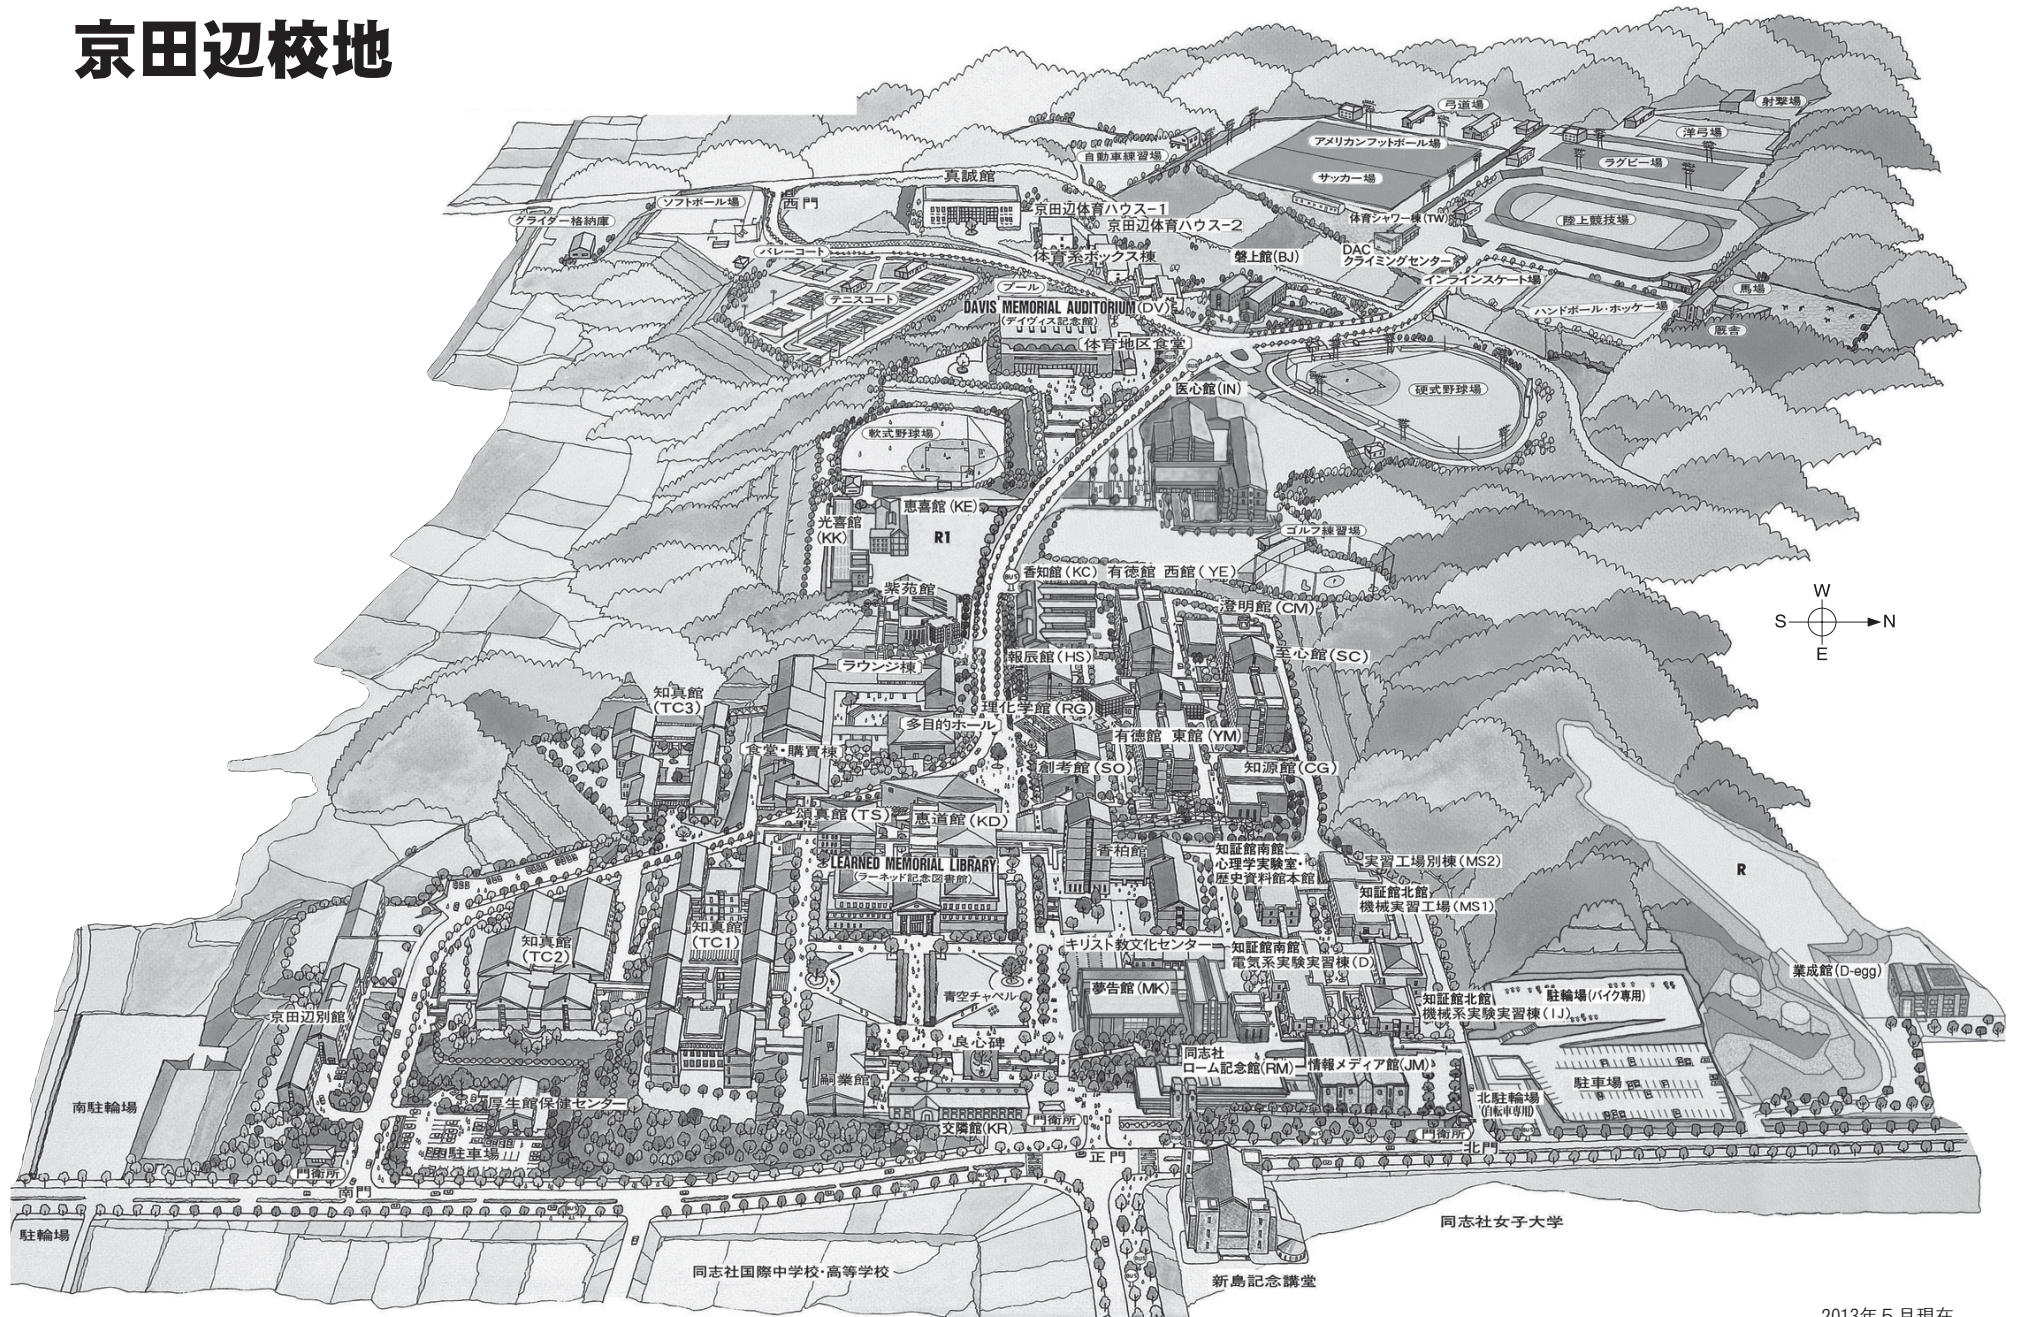 京田辺校地
射撃場
弓道場
洋弓場
アメリカンフットボール場
自動車練習場
ラグビー場
真誠館
サッカー場
ソフトボール場
西門
グライダー格納庫
京田辺体育ハウス-1
体育シャワー棟(TW)
陸上競技場
京田辺体育ハウス-2
バレーコート
体育系ボックス棟
磐上館(BJ)
DAC
クライミングセンター
インラインスケート場
プール
馬場
テニスコート
DAVIS MEMORIAL AUDITORIUM(DV)
(デイヴィス記念館)
ハンドボール・ホッケー場
厩舎
体育地区食堂
BUS
BUS
医心館(IN)
硬式野球場
軟式野球場
恵喜館(KE)
光喜館
(KK)
R1
ゴルフ練習場
BUS
香知館(KC)
有徳館 西館(YE)
紫苑館
澄明館(CM)
W
S
N
E
報辰館(HS)
至心館(SC)
ラウンジ棟
知真館
(TC3)
理化学館(RG)
多目的ホール
有徳館 東館(YM)
食堂・購買棟
創考館(SO)
知源館(CG)
頌真館(TS)
恵道館(KD)
香柏館
知証館南館
心理学実験室・
歴史資料館本館
実習工場別棟(MS2)
LEARNED MEMORIAL LIBRARY
(ラーネッド記念図書館)
R
知証館北館
機械実習工場(MS1)
知真館
(TC1)
知真館
(TC2)
キリスト教文化センター
知証館南館
電気系実験実習棟(D)
業成館(D-egg)
夢告館(MK)
青空チャペル
駐輪場(バイク専用)
知証館北館
機械系実験実習棟(IJ)
京田辺別館
良心碑
同志社
ローム記念館(RM)
情報メディア館(JM)
嗣業館
駐車場
南駐輪場
厚生館保健センター
北駐輪場
(自転車専用)
門衛所
交隣館(KR)
門衛所
BUS
BUS
駐車場
BUS
正門
北門
門衛所
BUS
南門
BUS
BUS
駐輪場
同志社女子大学
BUS
同志社国際中学校・高等学校
BUS
新島記念講堂
2013年5月現在